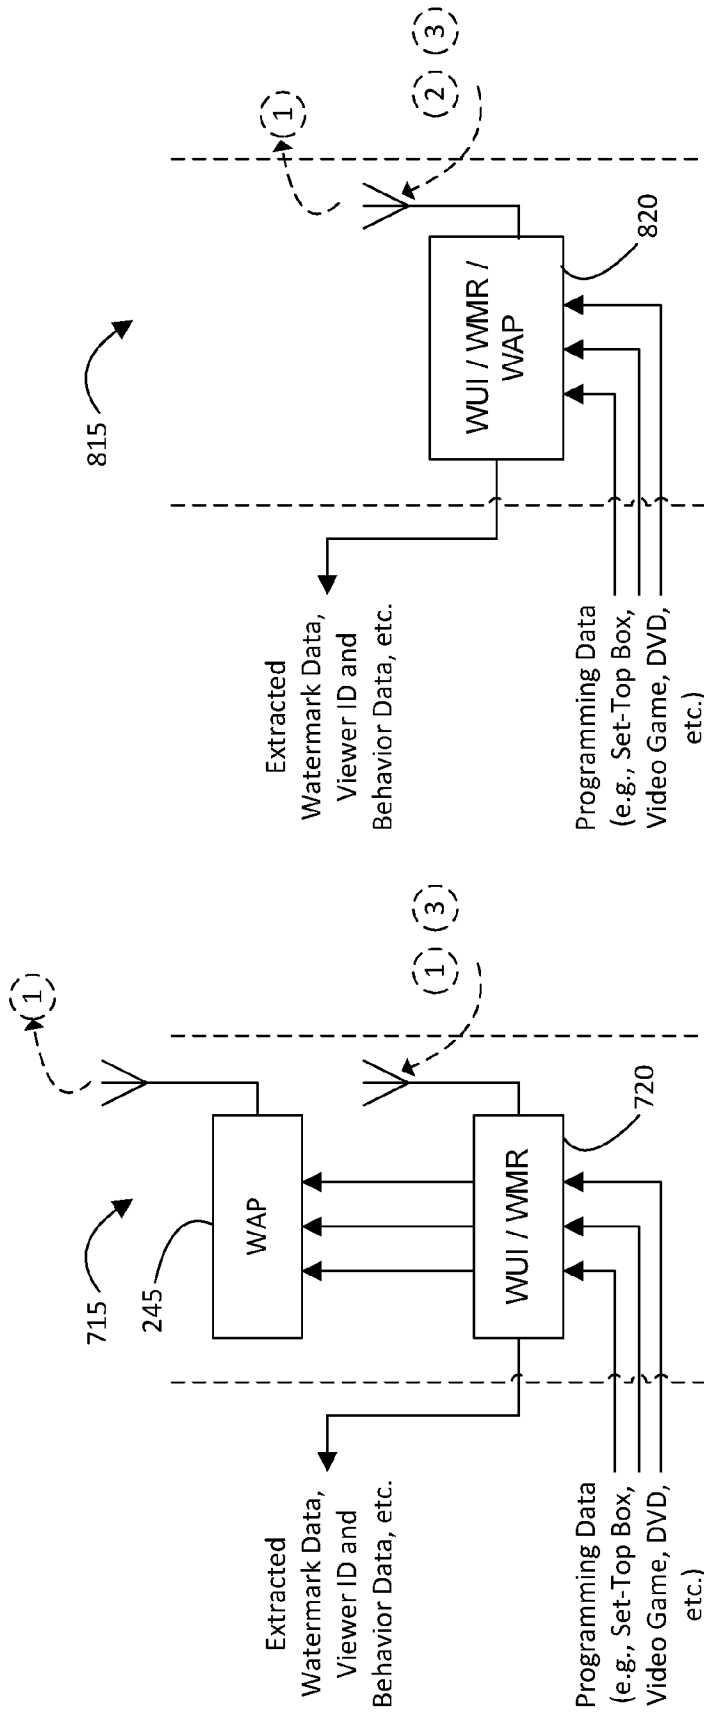 715
245
WAP
1
WUI / WMR
720
1
3
Extracted
Watermark Data,
Viewer ID and
Behavior Data, etc.
Programming Data
(e.g., Set-Top Box,
Video Game, DVD,
etc.)
815
1
WUI / WMR /
WAP
820
2
3
Extracted
Watermark Data,
Viewer ID and
Behavior Data, etc.
Programming Data
(e.g., Set-Top Box,
Video Game, DVD,
etc.)